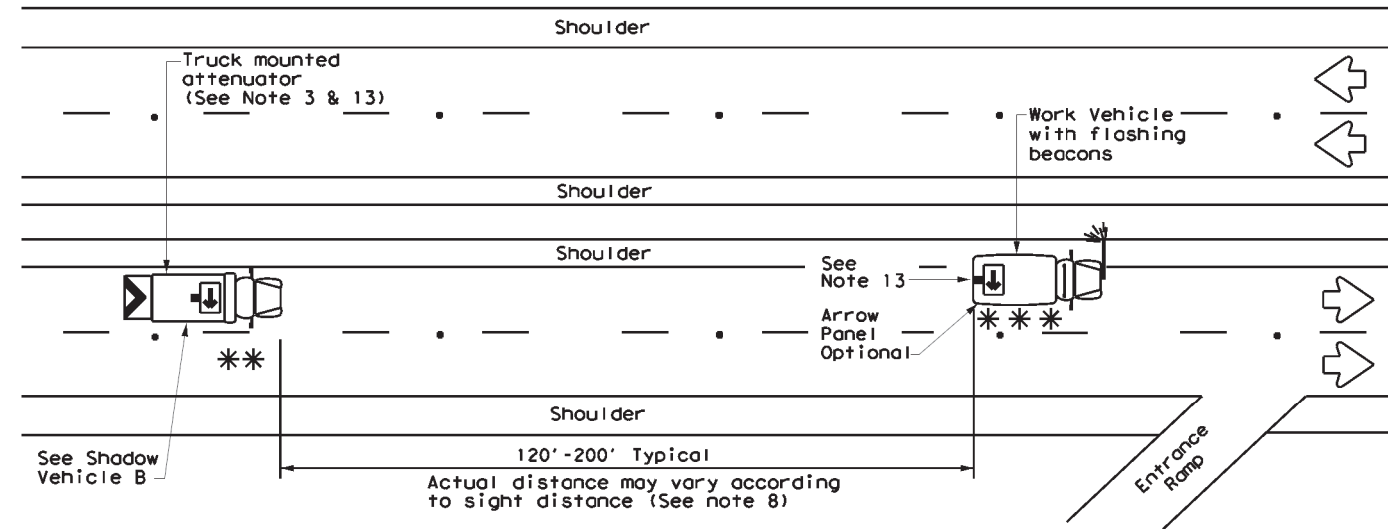 Shoulder
Truck mounted
attenuator
(See Note 3 & 13)
Work Vehicle
with flashing
beacons
Shoulder
Shoulder
See
Note 13
Arrow
Panel
Optional
***
**
Shoulder
See Shadow
Vehicle B
120'-200' Typical
Actual distance may vary according
to sight distance (See note 8)
Entrance
Ramp